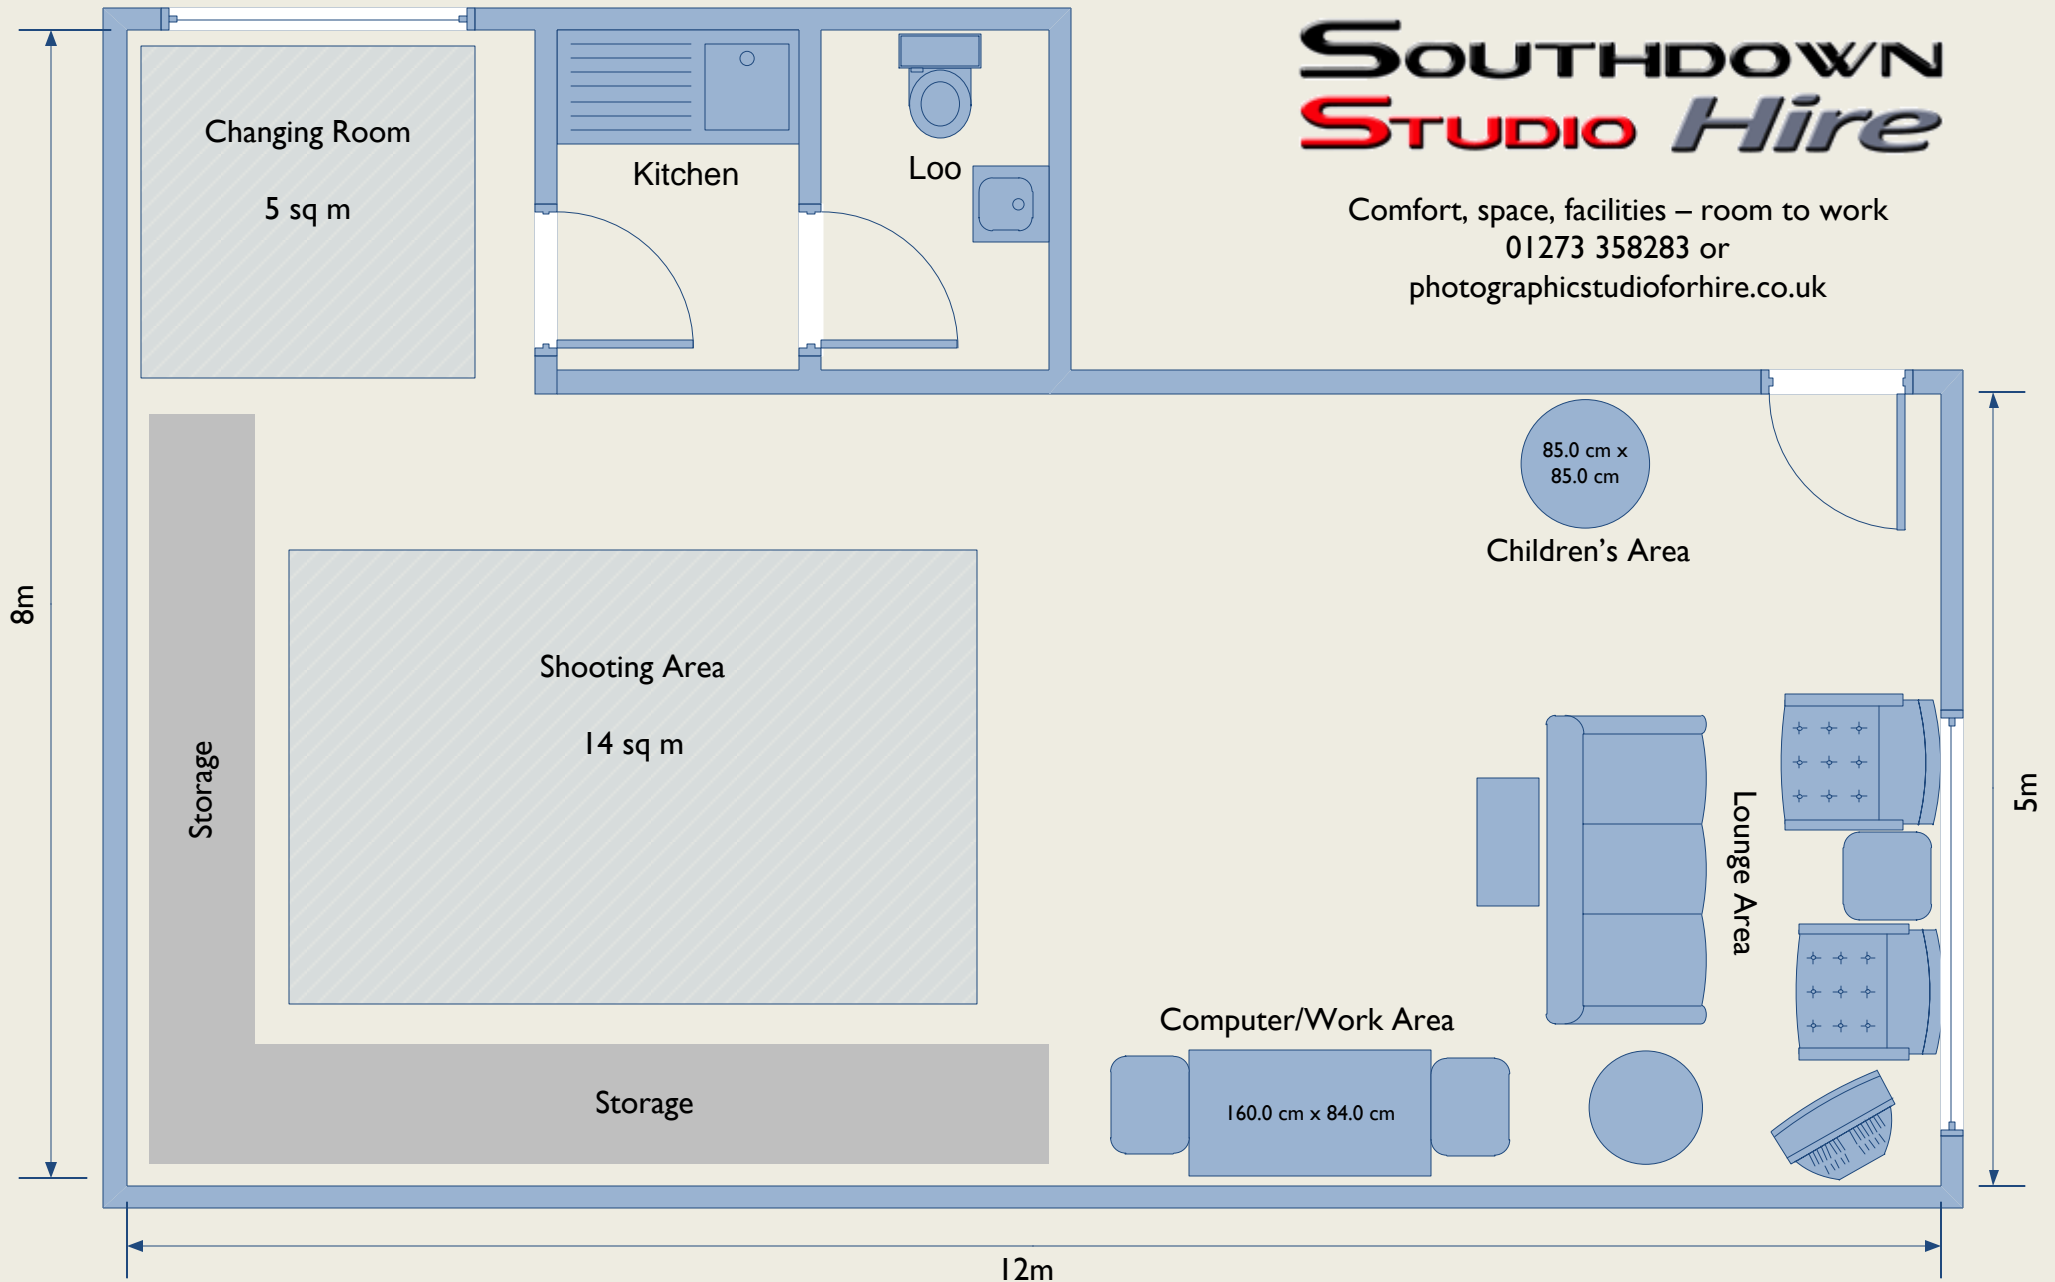 SOUTHDOWN
STUDIO Hire
Comfort, space, facilities – room to work
01273 358283 or
photographicstudioforhire.co.uk
Changing Room
5 sq m
Kitchen
Loo
85.0 cm x
85.0 cm
Children's Area
8m
Shooting Area
14 sq m
Storage
Lounge Area
5m
Computer/Work Area
160.0 cm x 84.0 cm
Storage
12m